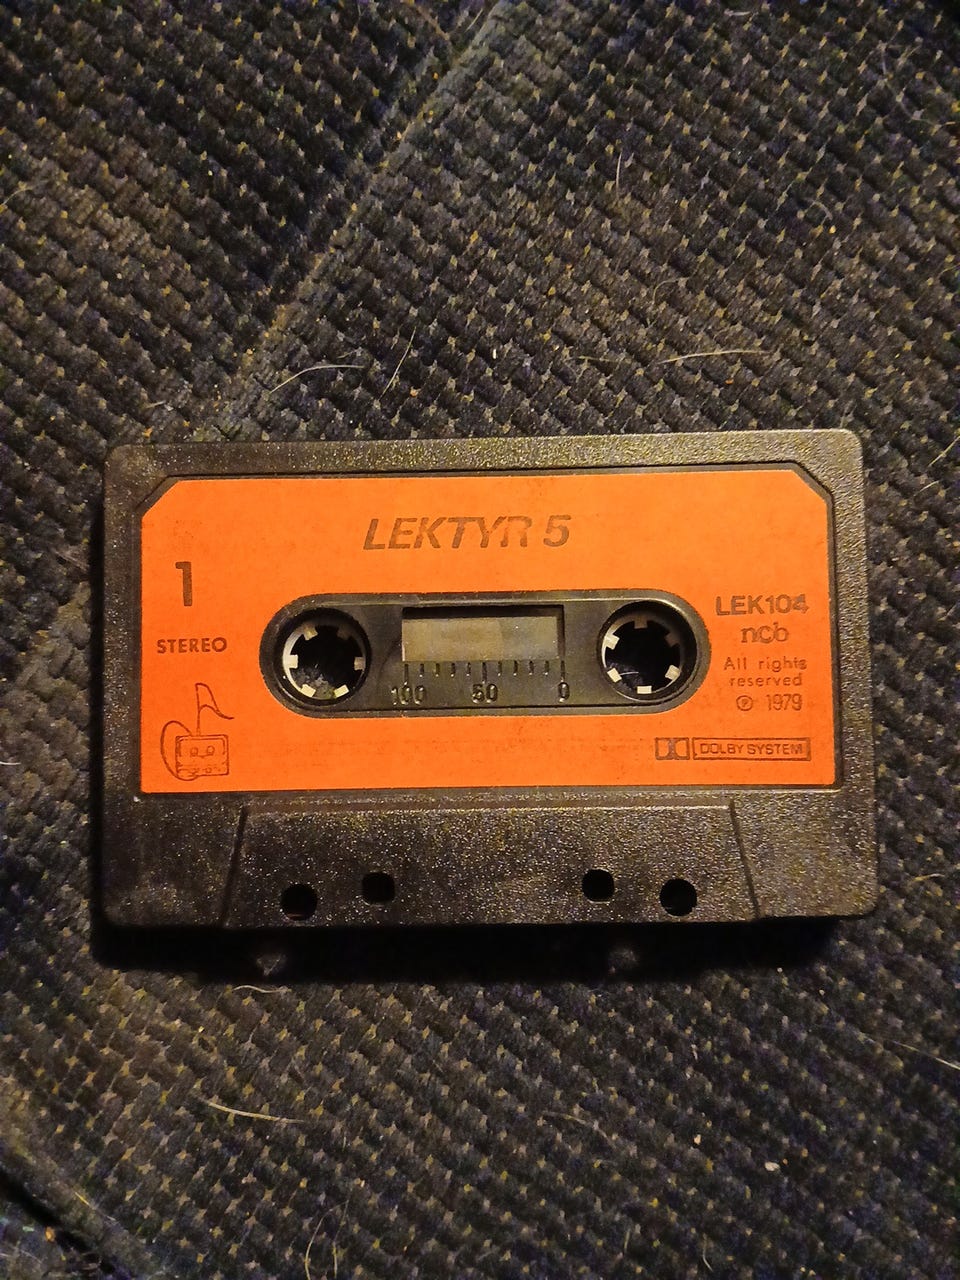 LEKTYR 5
1
STEREO
LEK104
ncb
All rights
reserved
℗ 1979
100 50 0
DOLBY SYSTEM